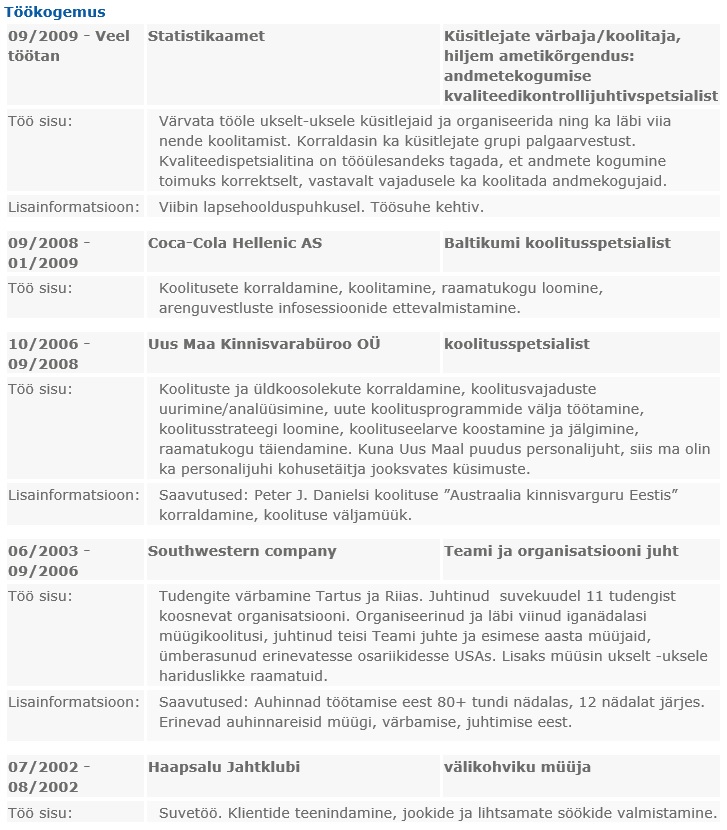 Töökogemus
09/2009 - Veel töötan
Statistikaamet
Küsitlejate värbaja/koolitaja, hiljem ametikõrgendus: andmetekogumise kvaliteedikontrollijuhtivspetsialist
Töö sisu:
Värvata tööle ukselt-uksele küsitlejaid ja organiseerida ning ka läbi viia
nende koolitamist. Korraldasin ka küsitlejate grupi palgaarvestust.
Kvaliteedispetsialitina on tööülesandeks tagada, et andmete kogumine
toimuks korrektselt, vastavalt vajadusele ka koolitada andmekogujaid.
Lisainformatsioon:
Viibin lapsehoolduspuhkusel. Töösuhe kehtiv.
09/2008 - 01/2009
Coca-Cola Hellenic AS
Baltikumi koolitusspetsialist
Töö sisu:
Koolitusete korraldamine, koolitamine, raamatukogu loomine,
arenguvestluste infosessioonide ettevalmistamine.
10/2006 - 09/2008
Uus Maa Kinnisvarabüroo OÜ
koolitusspetsialist
Töö sisu:
Koolituste ja üldkoosolekute korraldamine, koolitusvajaduste
uurimine/analüüsimine, uute koolitusprogrammide välja töötamine,
koolitusstrateegi loomine, koolituseelarve koostamine ja jälgimine,
raamatukogu täiendamine. Kuna Uus Maal puudus personalijuht, siis ma olin
ka personalijuhi kohusetäitja jooksvates küsimuste.
Lisainformatsioon:
Saavutused: Peter J. Danielsi koolituse ”Austraalia kinnisvarguru Eestis”
korraldamine, koolituse väljamüük.
06/2003 - 09/2006
Southwestern company
Teami ja organisatsiooni juht
Töö sisu:
Tudengite värbamine Tartus ja Riias. Juhtinud  suvekuudel 11 tudengist
koosnevat organisatsiooni. Organiseerinud ja läbi viinud iganädalasi
müügikoolitusi, juhtinud teisi Teami juhte ja esimese aasta müüjaid,
ümberasunud erinevatesse osariikidesse USAs. Lisaks müüsin ukselt -uksele
hariduslikke raamatuid.
Lisainformatsioon:
Saavutused: Auhinnad töötamise eest 80+ tundi nädalas, 12 nädalat järjes.
Erinevad auhinnareisid müügi, värbamise, juhtimise eest.
07/2002 - 08/2002
Haapsalu Jahtklubi
välikohviku müüja
Töö sisu:
Suvetöö. Klientide teenindamine, jookide ja lihtsamate söökide valmistamine.